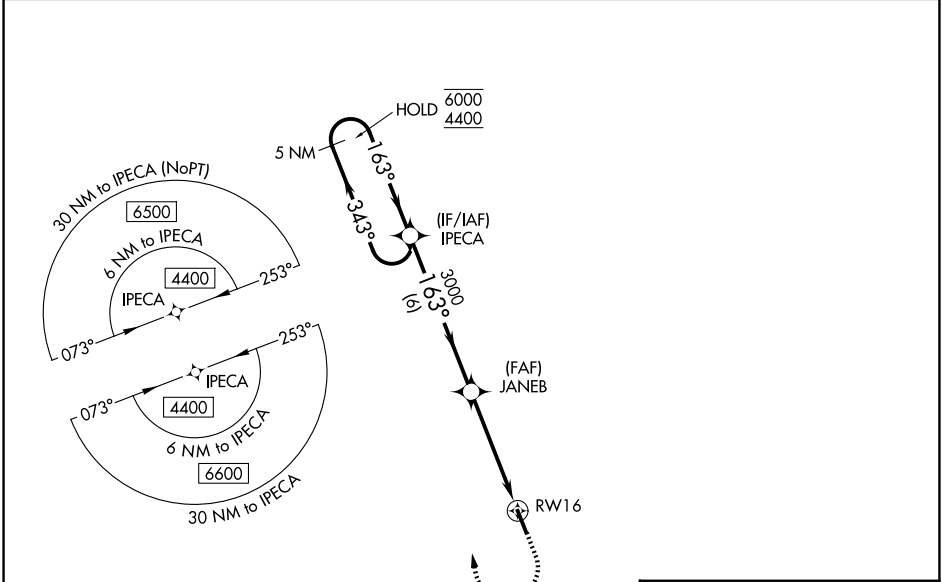 HOLD 6000
4400
5 NM
163°
343°
(IF/IAF)
IPECA
30 NM to IPECA (NoPT)
6500
6 NM to IPECA
4400
IPECA
253°
073°
3000
163°
(6)
253°
073°
IPECA
4400
6 NM to IPECA
6600
30 NM to IPECA
(FAF)
JANEB
RW16